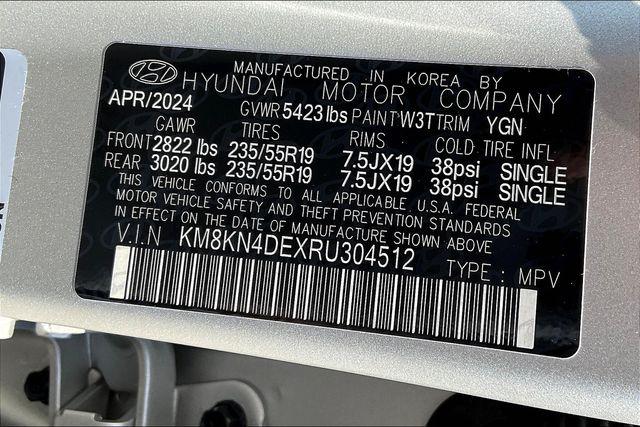 MANUFACTURED IN KOREA BY
HYUNDAI MOTOR COMPANY
APR/2024 GVWR 5423 lbs PAINT W3T TRIM YGN
GAWR TIRES RIMS COLD TIRE INFL
FRONT 2822 lbs 235/55R19 7.5JX19 38psi SINGLE
REAR 3020 lbs 235/55R19 7.5JX19 38psi SINGLE
THIS VEHICLE CONFORMS TO ALL APPLICABLE U.S.A. FEDERAL
MOTOR VEHICLE SAFETY AND THEFT PREVENTION STANDARDS
IN EFFECT ON THE DATE OF MANUFACTURE SHOWN ABOVE
V.I.N KM8KN4DEXRU304512 TYPE : MPV